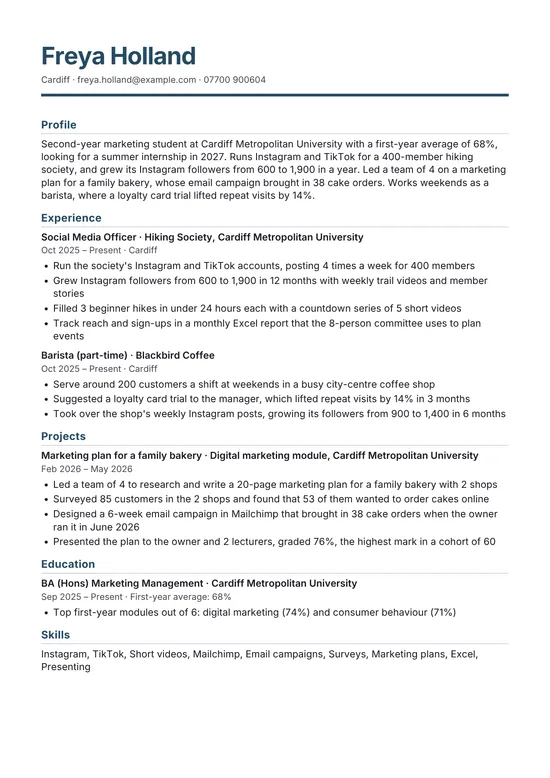 Freya Holland
Cardiff · freya.holland@example.com · 07700 900604
Profile
Second-year marketing student at Cardiff Metropolitan University with a first-year average of 68%,
looking for a summer internship in 2027. Runs Instagram and TikTok for a 400-member hiking
society, and grew its Instagram followers from 600 to 1,900 in a year. Led a team of 4 on a marketing
plan for a family bakery, whose email campaign brought in 38 cake orders. Works weekends as a
barista, where a loyalty card trial lifted repeat visits by 14%.
Experience
Social Media Officer · Hiking Society, Cardiff Metropolitan University
Oct 2025 – Present · Cardiff
• Run the society's Instagram and TikTok accounts, posting 4 times a week for 400 members
• Grew Instagram followers from 600 to 1,900 in 12 months with weekly trail videos and member
stories
• Filled 3 beginner hikes in under 24 hours each with a countdown series of 5 short videos
• Track reach and sign-ups in a monthly Excel report that the 8-person committee uses to plan
events
Barista (part-time) · Blackbird Coffee
Oct 2025 – Present · Cardiff
• Serve around 200 customers a shift at weekends in a busy city-centre coffee shop
• Suggested a loyalty card trial to the manager, which lifted repeat visits by 14% in 3 months
• Took over the shop's weekly Instagram posts, growing its followers from 900 to 1,400 in 6 months
Projects
Marketing plan for a family bakery · Digital marketing module, Cardiff Metropolitan University
Feb 2026 – May 2026
• Led a team of 4 to research and write a 20-page marketing plan for a family bakery with 2 shops
• Surveyed 85 customers in the 2 shops and found that 53 of them wanted to order cakes online
• Designed a 6-week email campaign in Mailchimp that brought in 38 cake orders when the owner
ran it in June 2026
• Presented the plan to the owner and 2 lecturers, graded 76%, the highest mark in a cohort of 60
Education
BA (Hons) Marketing Management · Cardiff Metropolitan University
Sep 2025 – Present · First-year average: 68%
• Top first-year modules out of 6: digital marketing (74%) and consumer behaviour (71%)
Skills
Instagram, TikTok, Short videos, Mailchimp, Email campaigns, Surveys, Marketing plans, Excel,
Presenting